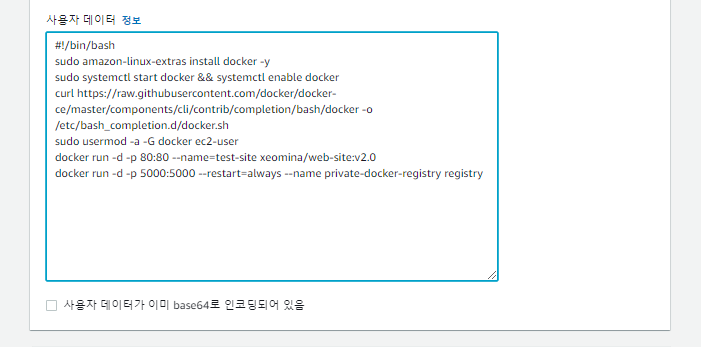 사용자 데이터 정보
#!/bin/bash
sudo amazon-linux-extras install docker -y
sudo systemctl start docker && systemctl enable docker
curl https://raw.githubusercontent.com/docker/docker-
ce/master/components/cli/contrib/completion/bash/docker -o
/etc/bash_completion.d/docker.sh
sudo usermod -a -G docker ec2-user
docker run -d -p 80:80 --name=test-site xeomina/web-site:v2.0
docker run -d -p 5000:5000 --restart=always --name private-docker-registry registry
사용자 데이터가 이미 base64로 인코딩되어 있음